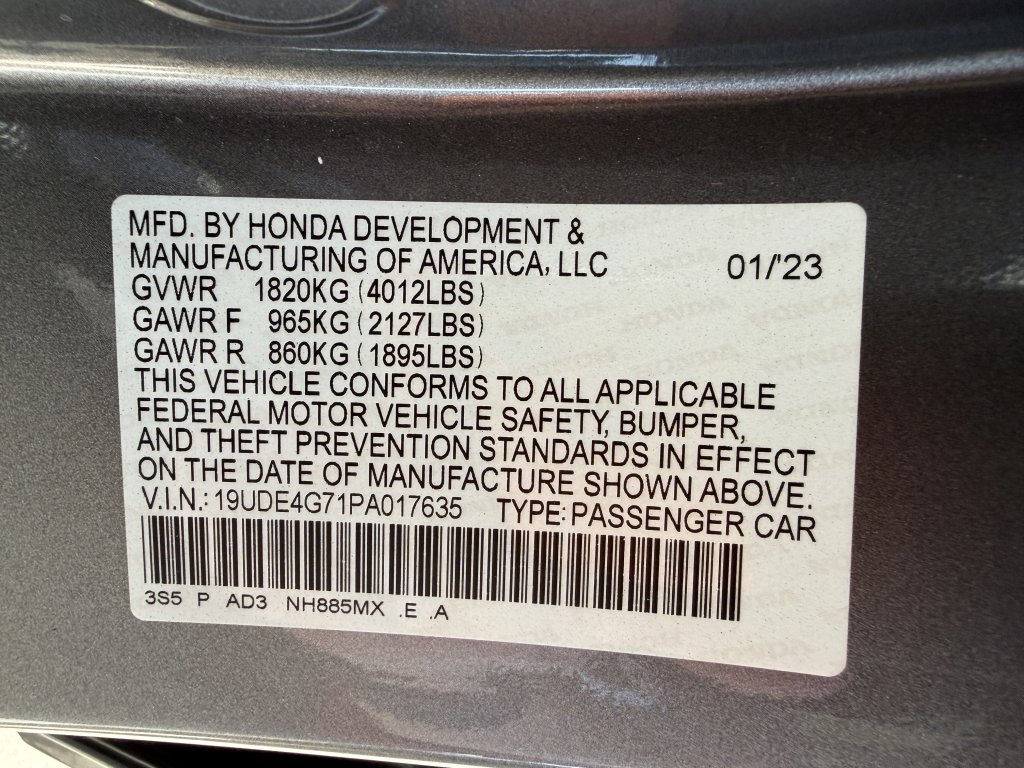 MFD. BY HONDA DEVELOPMENT &
MANUFACTURING OF AMERICA, LLC 01/'23
GVWR 1820KG (4012LBS)
GAWR F 965KG (2127LBS)
GAWR R 860KG (1895LBS)
THIS VEHICLE CONFORMS TO ALL APPLICABLE
FEDERAL MOTOR VEHICLE SAFETY, BUMPER,
AND THEFT PREVENTION STANDARDS IN EFFECT
ON THE DATE OF MANUFACTURE SHOWN ABOVE.
V.I.N.: 19UDE4G71PA017635 TYPE: PASSENGER CAR
3S5 P AD3 NH885MX .E .A